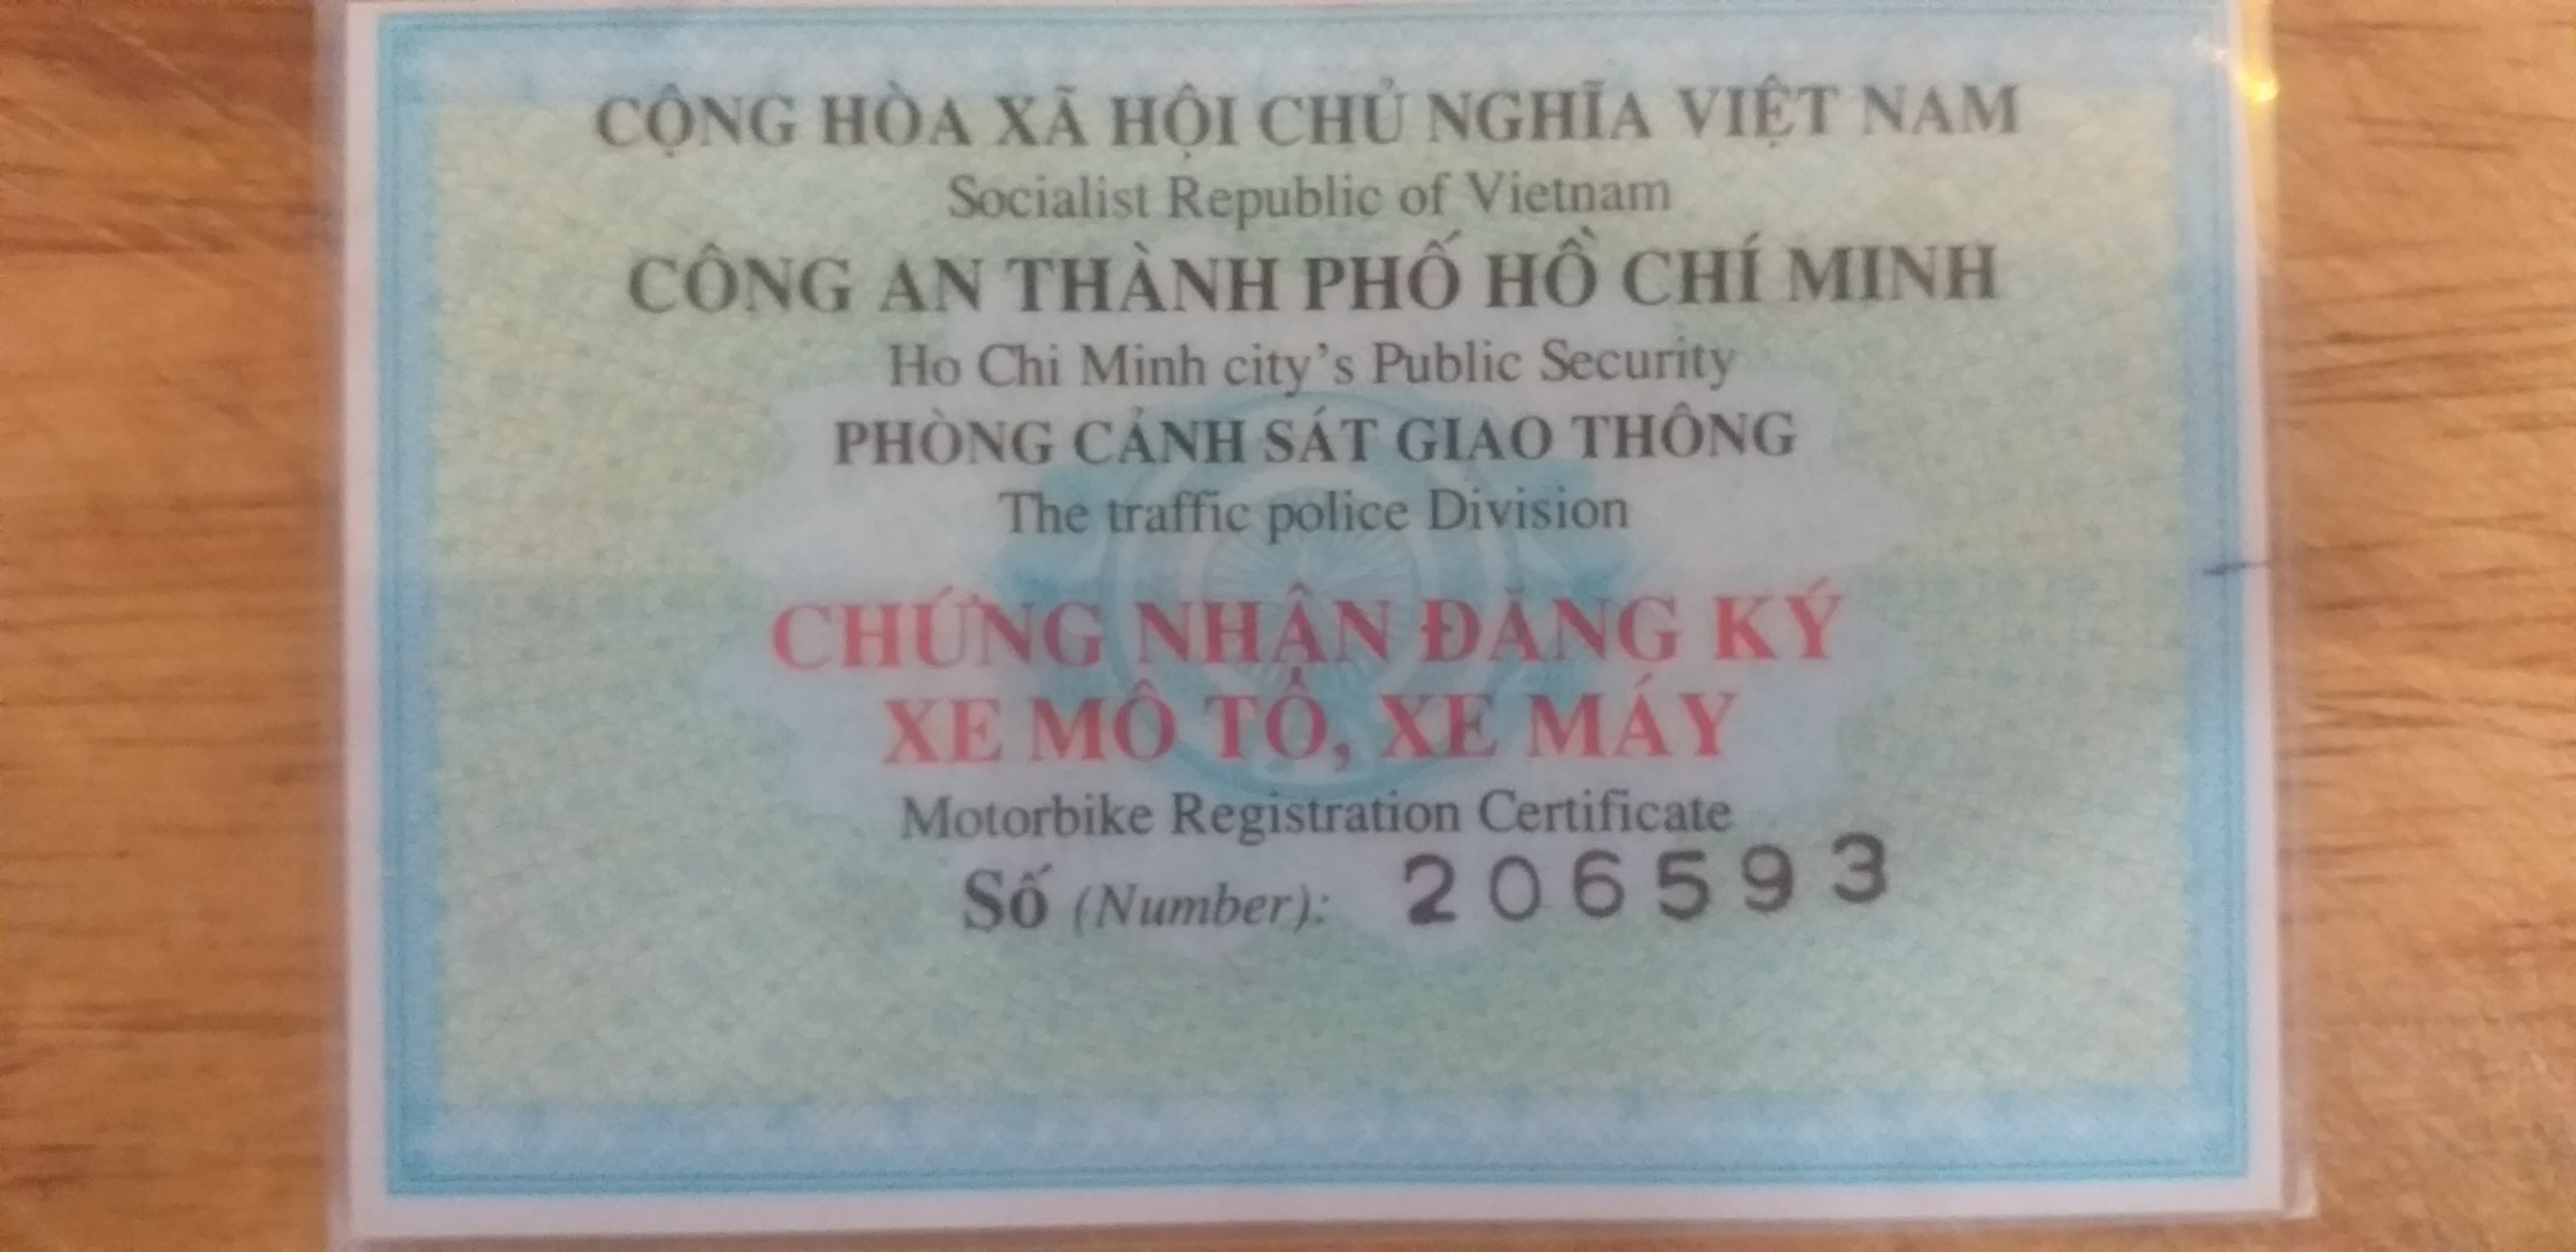 CỘNG HÒA XÃ HỘI CHỦ NGHĨA VIỆT NAM
Socialist Republic of Vietnam
CÔNG AN THÀNH PHỐ HỒ CHÍ MINH
Ho Chi Minh city's Public Security
PHÒNG CẢNH SÁT GIAO THÔNG
The traffic police Division
CHỨNG NHẬN ĐĂNG KÝ
XE MÔ TÔ, XE MÁY
Motorbike Registration Certificate
Số (Number): 206593